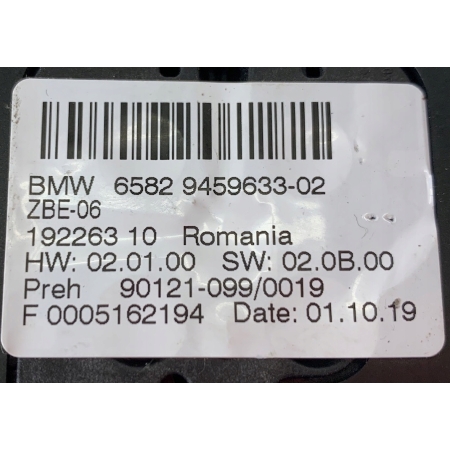 BMW 6582 9459633-02
ZBE-06
192263 10 Romania
HW: 02.01.00 SW: 02.0B.00
Preh 90121-099/0019
F 0005162194 Date: 01.10.19